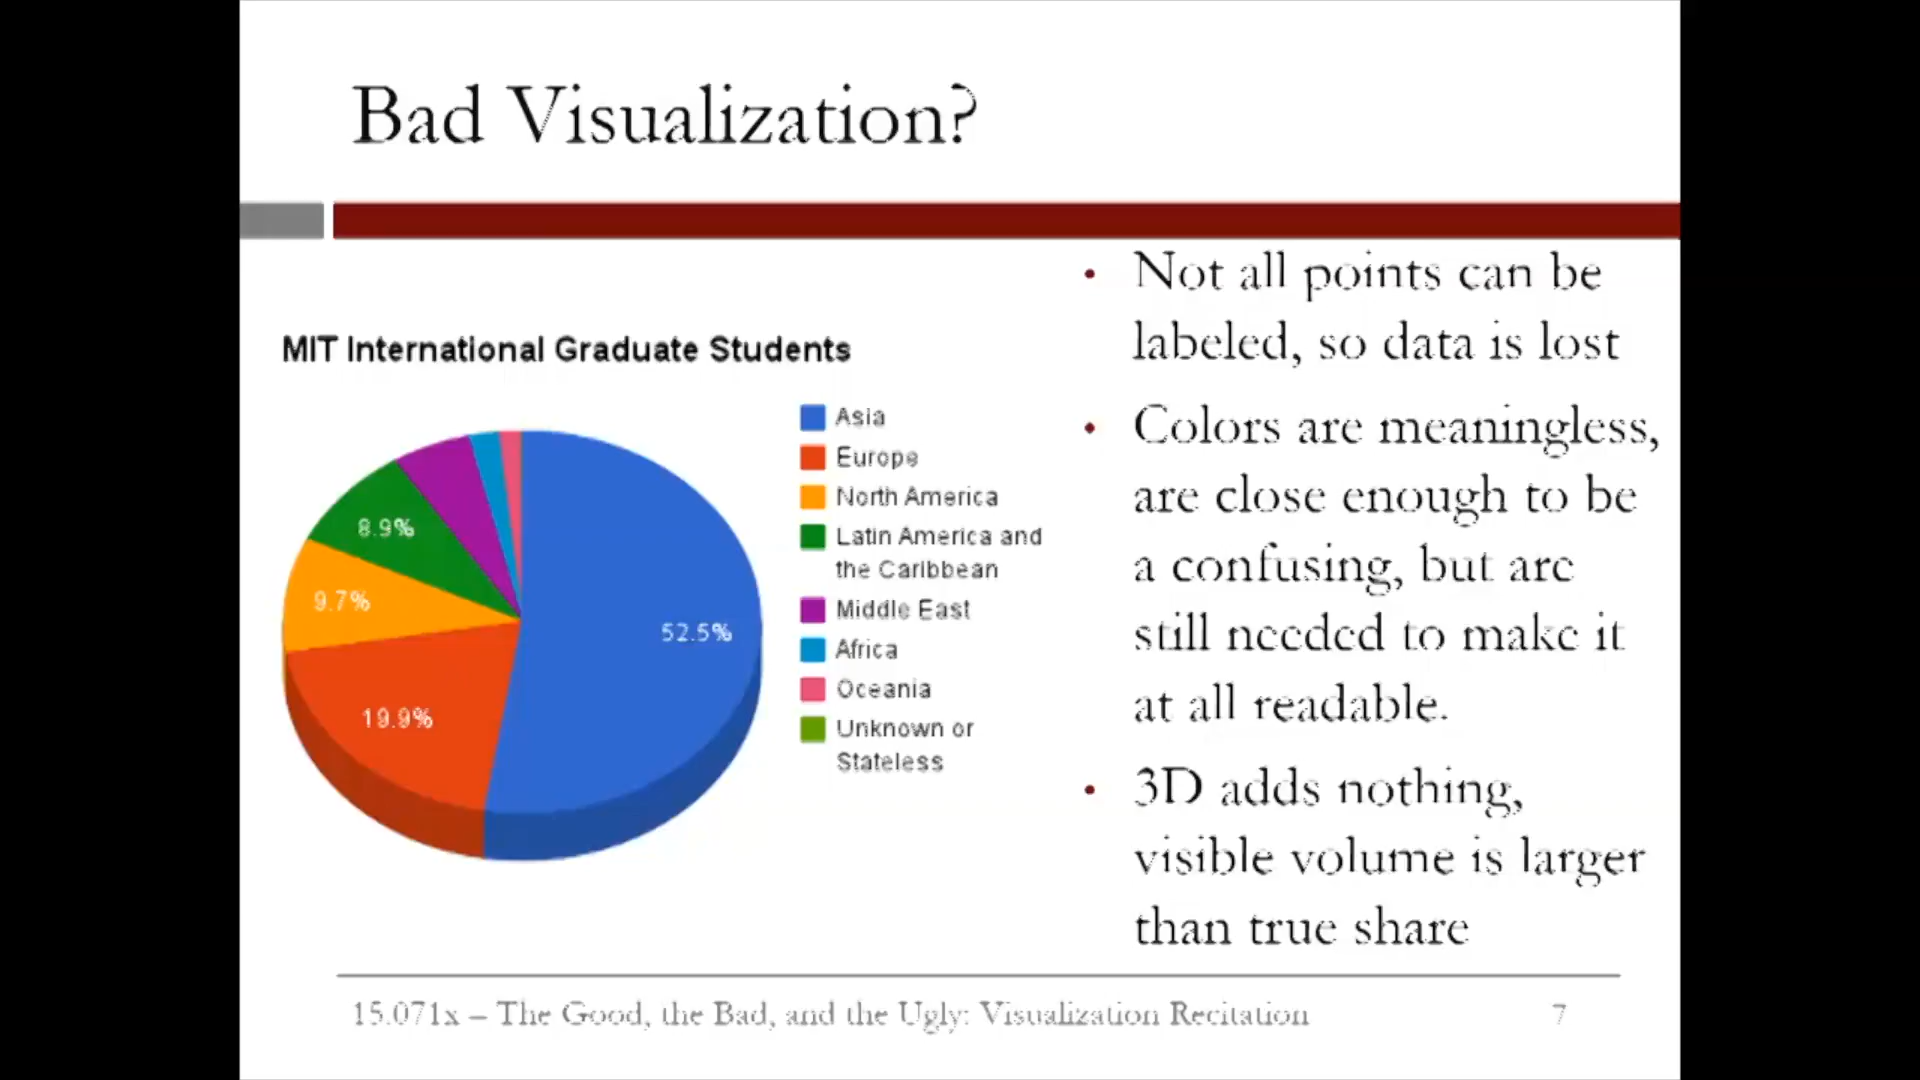 Bad Visualization?
MIT International Graduate Students
8.9%
9.7%
52.5%
19.9%
Asia
Europe
North America
Latin America and
the Caribbean
Middle East
Africa
Oceania
Unknown or
Stateless
• Not all points can be
labeled, so data is lost
• Colors are meaningless,
are close enough to be
a confusing, but are
still needed to make it
at all readable.
• 3D adds nothing,
visible volume is larger
than true share
15.071x – The Good, the Bad, and the Ugly: Visualization Recitation
7